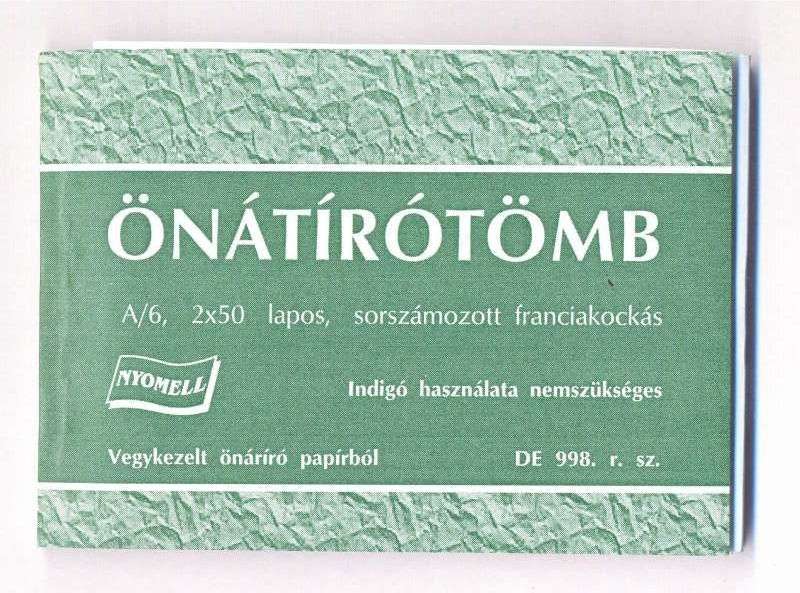 ÖNÁTÍRÓTÖMB
A/6, 2x50 lapos, sorszámozott franciakockás
NYOMELL
Indigó használata nemszükséges
Vegykezelt önáríró papírból DE 998. r. sz.